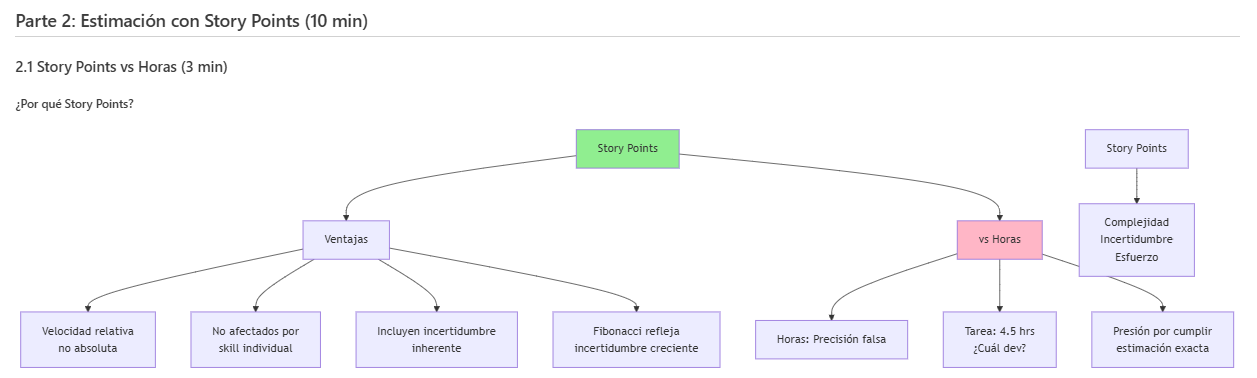 Parte 2: Estimación con Story Points (10 min)
2.1 Story Points vs Horas (3 min)
¿Por qué Story Points?
Story Points
Story Points
Complejidad
Incertidumbre
Esfuerzo
Ventajas
vs Horas
Velocidad relativa
no absoluta
No afectados por
skill individual
Incluyen incertidumbre
inherente
Fibonacci refleja
incertidumbre creciente
Horas: Precisión falsa
Tarea: 4.5 hrs
¿Cuál dev?
Presión por cumplir
estimación exacta